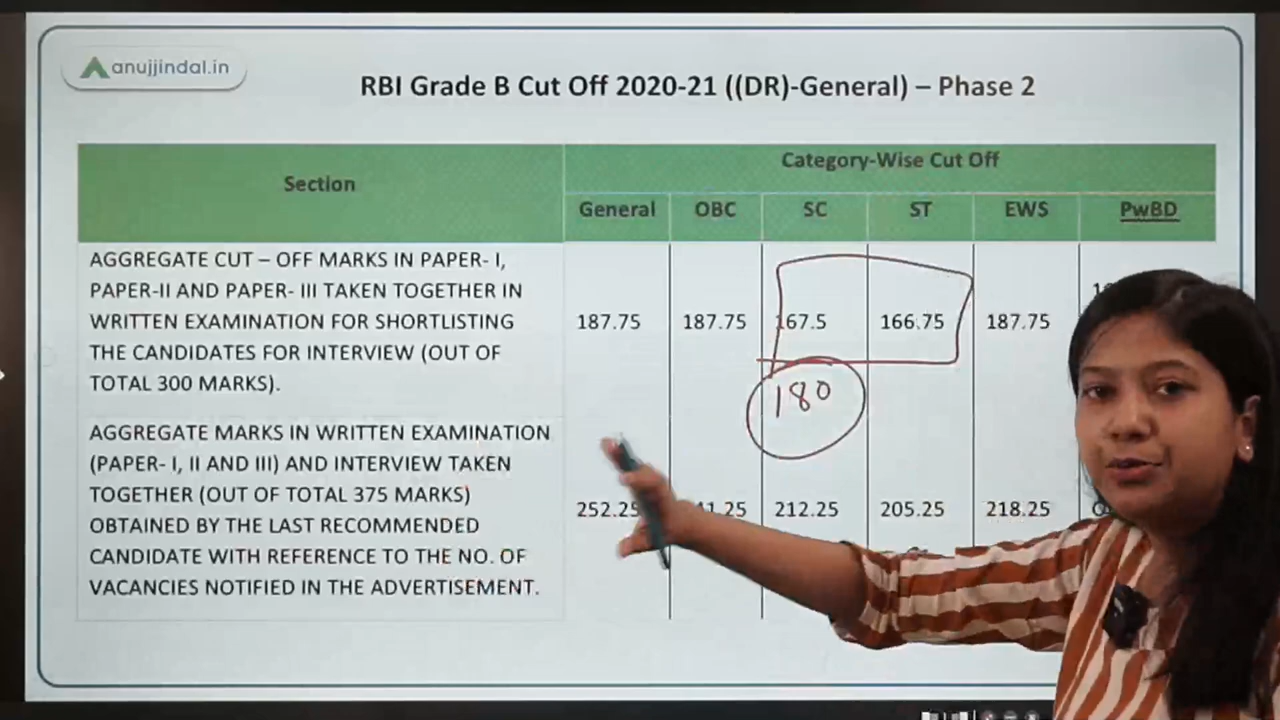 anujjindal.in
RBI Grade B Cut Off 2020-21 ((DR)-General) – Phase 2
Section
Category-Wise Cut Off
General OBC SC ST EWS PwBD
AGGREGATE CUT – OFF MARKS IN PAPER- I,
PAPER-II AND PAPER- III TAKEN TOGETHER IN
WRITTEN EXAMINATION FOR SHORTLISTING
THE CANDIDATES FOR INTERVIEW (OUT OF
TOTAL 300 MARKS).
187.75 187.75 167.5 166.75 187.75
180
AGGREGATE MARKS IN WRITTEN EXAMINATION
(PAPER- I, II AND III) AND INTERVIEW TAKEN
TOGETHER (OUT OF TOTAL 375 MARKS)
OBTAINED BY THE LAST RECOMMENDED
CANDIDATE WITH REFERENCE TO THE NO. OF
VACANCIES NOTIFIED IN THE ADVERTISEMENT.
252.25 212.25 205.25 218.25